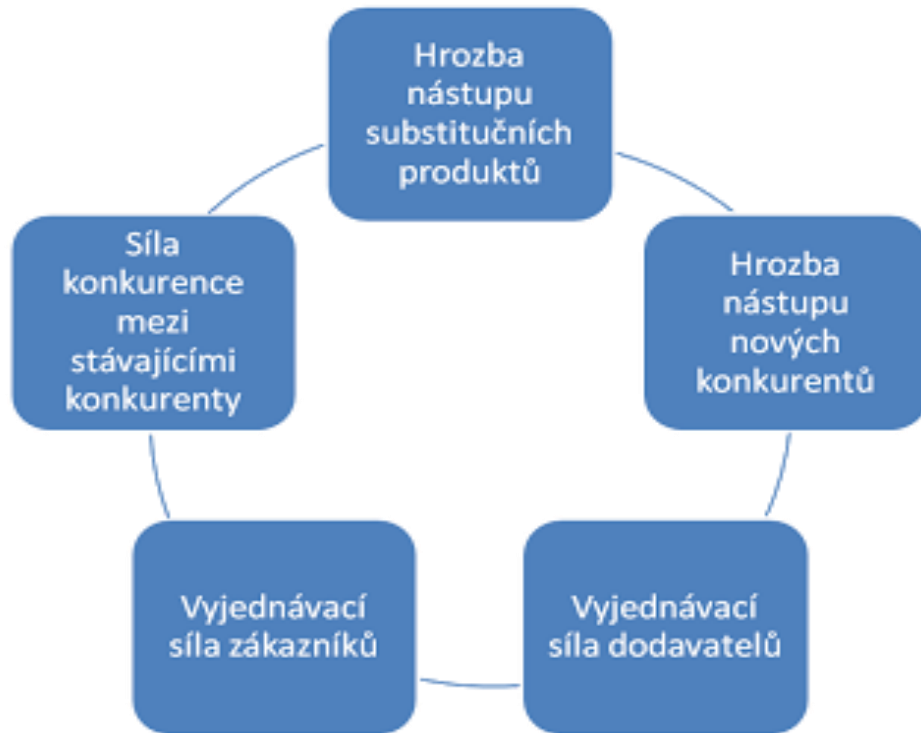 Hrozba
nástupu
substitučních
produktů
Síla
konkurence
mezi
stávajícími
konkurenty
Hrozba
nástupu
nových
konkurentů
Vyjednávací
síla zákazníků
Vyjednávací
síla dodavatelů